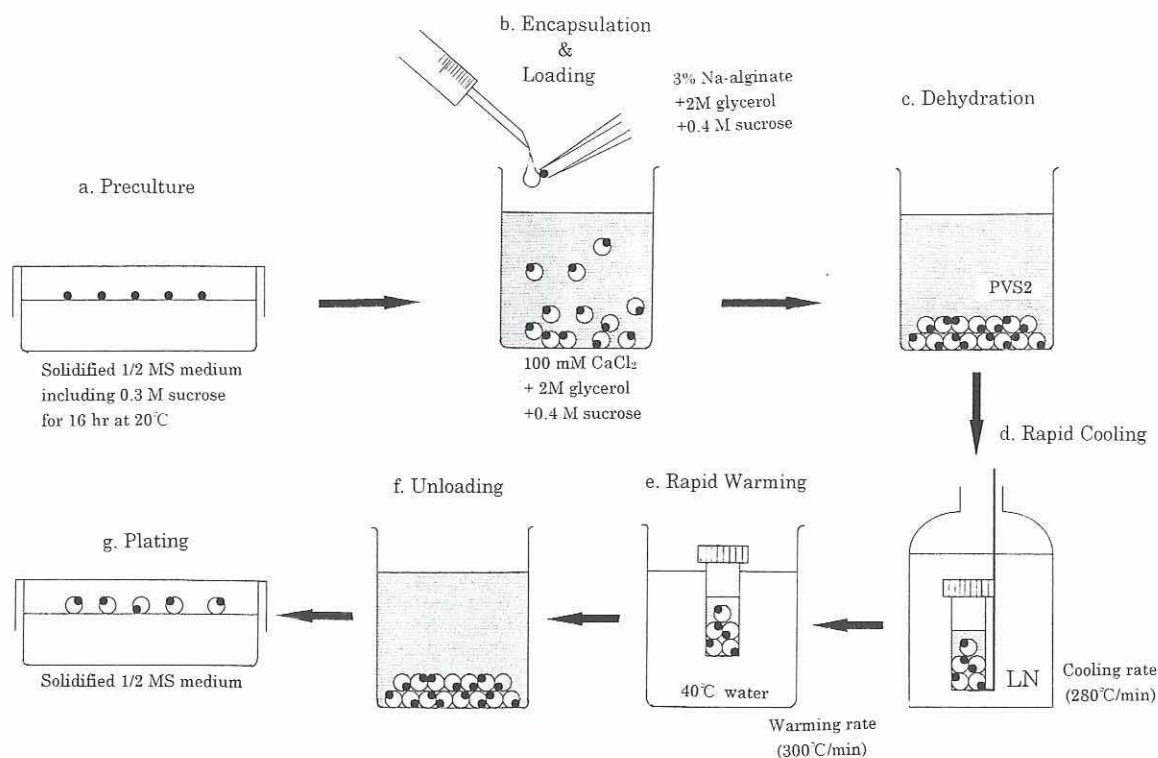 a. Preculture
Solidified 1/2 MS medium
including 0.3 M sucrose
for 16 hr at 20℃
b. Encapsulation
&
Loading
3% Na-alginate
+2M glycerol
+0.4 M sucrose
100 mM CaCl₂
+ 2M glycerol
+0.4 M sucrose
c. Dehydration
PVS2
d. Rapid Cooling
LN
Cooling rate
(280℃/min)
e. Rapid Warming
40℃ water
Warming rate
(300℃/min)
f. Unloading
g. Plating
Solidified 1/2 MS medium